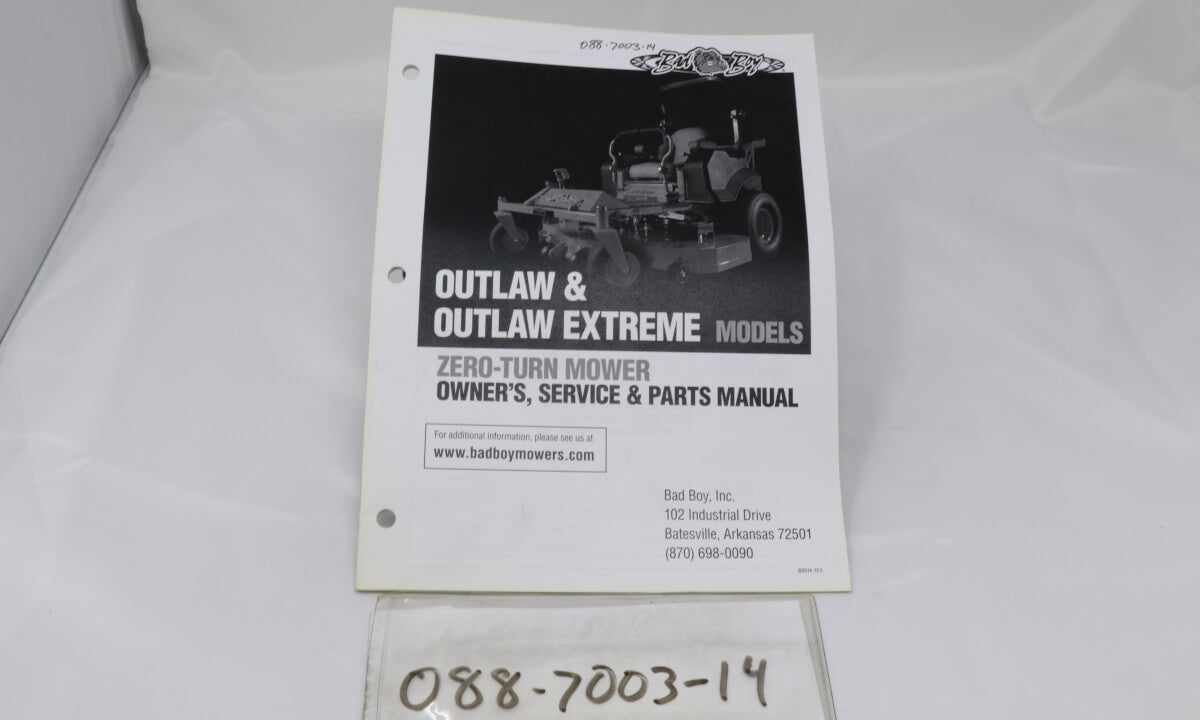 088-7003-14
BAD BOY
OUTLAW &
OUTLAW EXTREME MODELS
ZERO-TURN MOWER
OWNER'S, SERVICE & PARTS MANUAL
For additional information, please see us at
www.badboymowers.com
Bad Boy, Inc.
102 Industrial Drive
Batesville, Arkansas 72501
(870) 698-0090
088-7003-14